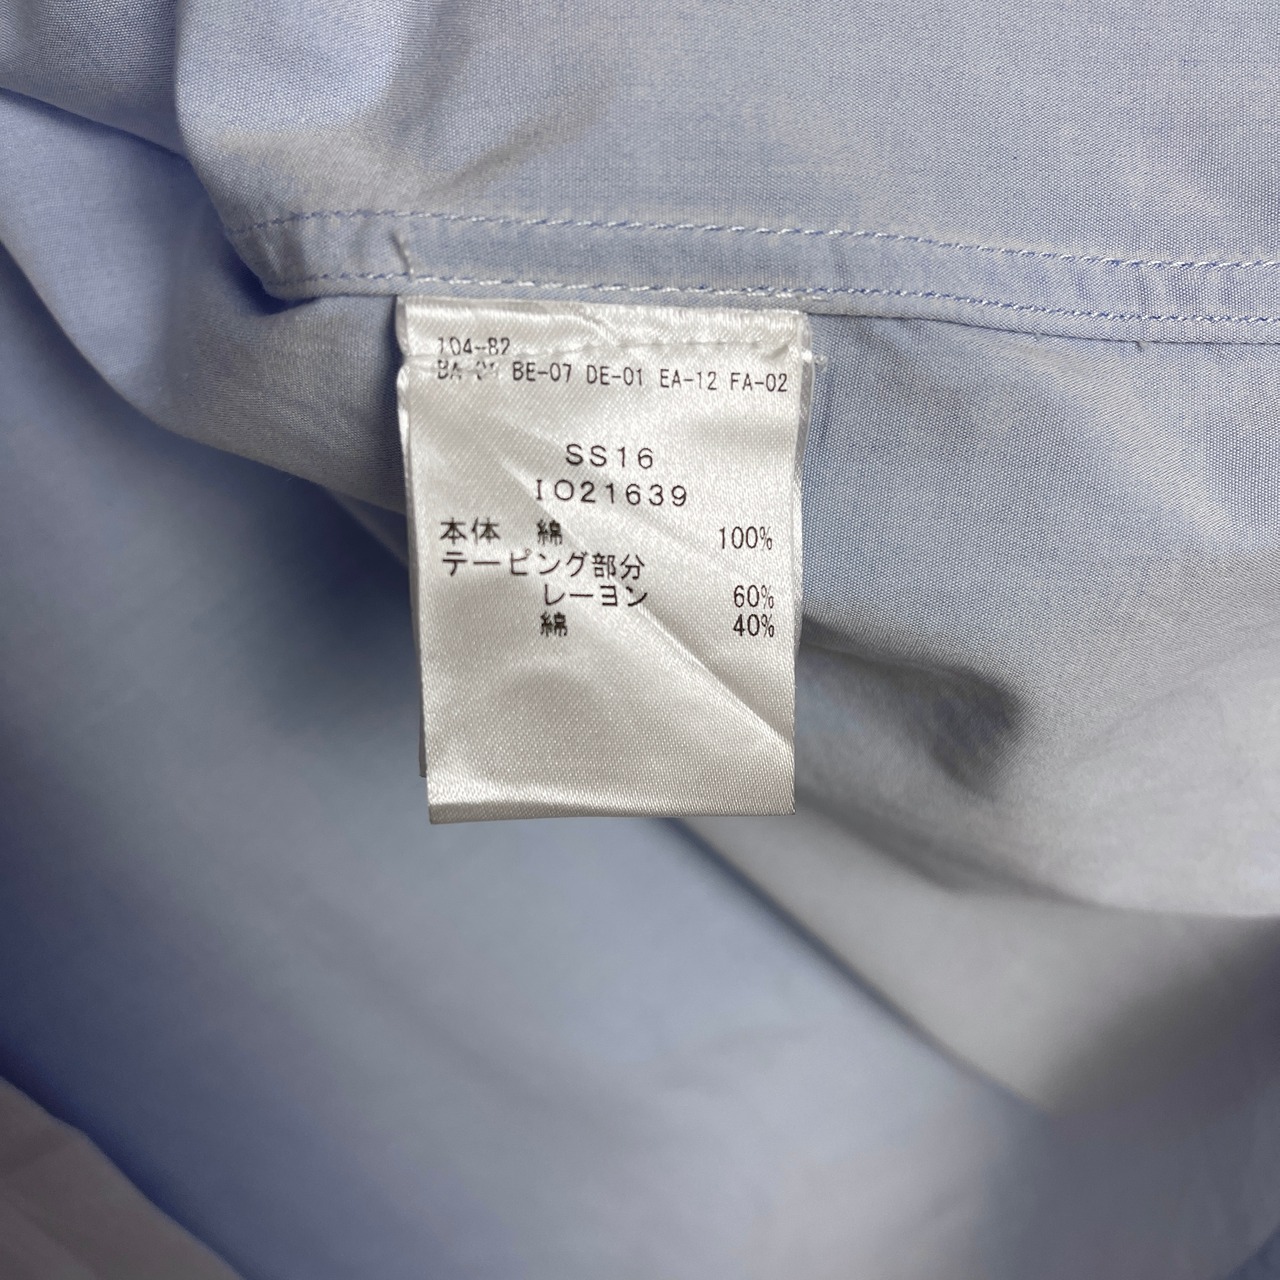 104-82
BE-07 DE-01 EA-12 FA-02
SS16
IO21639
本体 綿 100%
テーピング部分
レーヨン 60%
綿 40%